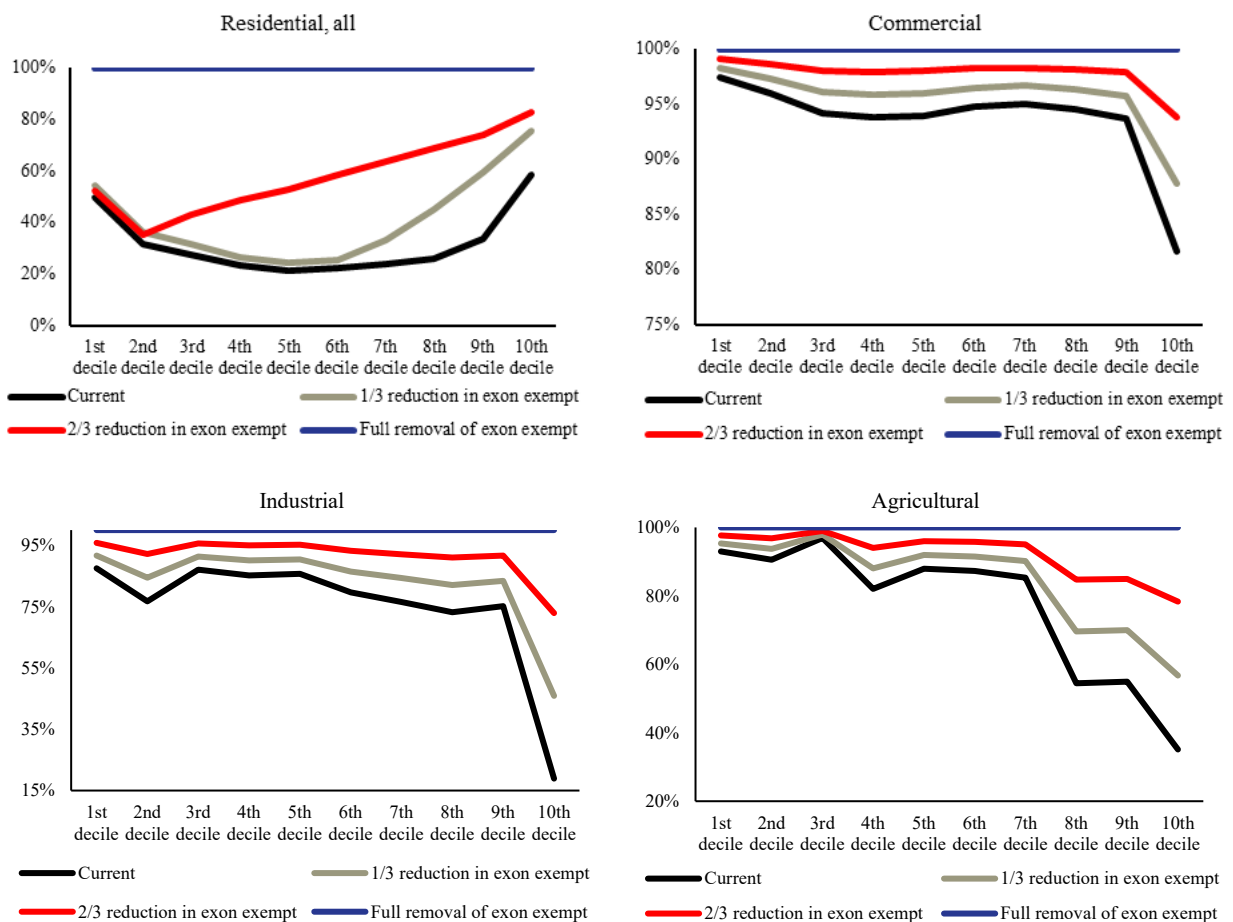 Residential, all
100%
80%
60%
40%
20%
0%
1st decile 2nd decile 3rd decile 4th decile 5th decile 6th decile 7th decile 8th decile 9th decile 10th decile
Current 1/3 reduction in exon exempt
2/3 reduction in exon exempt Full removal of exon exempt
Commercial
100%
95%
90%
85%
80%
75%
1st decile 2nd decile 3rd decile 4th decile 5th decile 6th decile 7th decile 8th decile 9th decile 10th decile
Current 1/3 reduction in exon exempt
2/3 reduction in exon exempt Full removal of exon exempt
Industrial
95%
75%
55%
35%
15%
1st decile 2nd decile 3rd decile 4th decile 5th decile 6th decile 7th decile 8th decile 9th decile 10th decile
Current 1/3 reduction in exon exempt
2/3 reduction in exon exempt Full removal of exon exempt
Agricultural
100%
80%
60%
40%
20%
1st decile 2nd decile 3rd decile 4th decile 5th decile 6th decile 7th decile 8th decile 9th decile 10th decile
Current 1/3 reduction in exon exempt
2/3 reduction in exon exempt Full removal of exon exempt